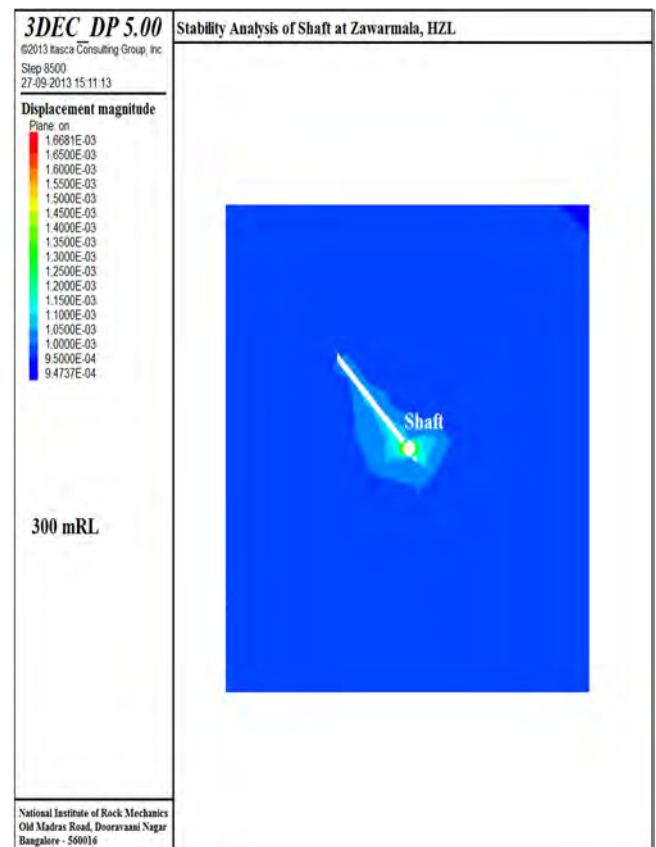 3DEC_DP 5.00
©2013 Itasca Consulting Group, Inc.
Step 8500
27-09-2013 15:11:13
Displacement magnitude
Plane: on
1.6681E-03
1.6500E-03
1.6000E-03
1.5500E-03
1.5000E-03
1.4500E-03
1.4000E-03
1.3500E-03
1.3000E-03
1.2500E-03
1.2000E-03
1.1500E-03
1.1000E-03
1.0500E-03
1.0000E-03
9.5000E-04
9.4737E-04
300 mRL
National Institute of Rock Mechanics
Old Madras Road, Dooravaani Nagar
Bangalore - 560016
Stability Analysis of Shaft at Zawarmala, HZL
Shaft